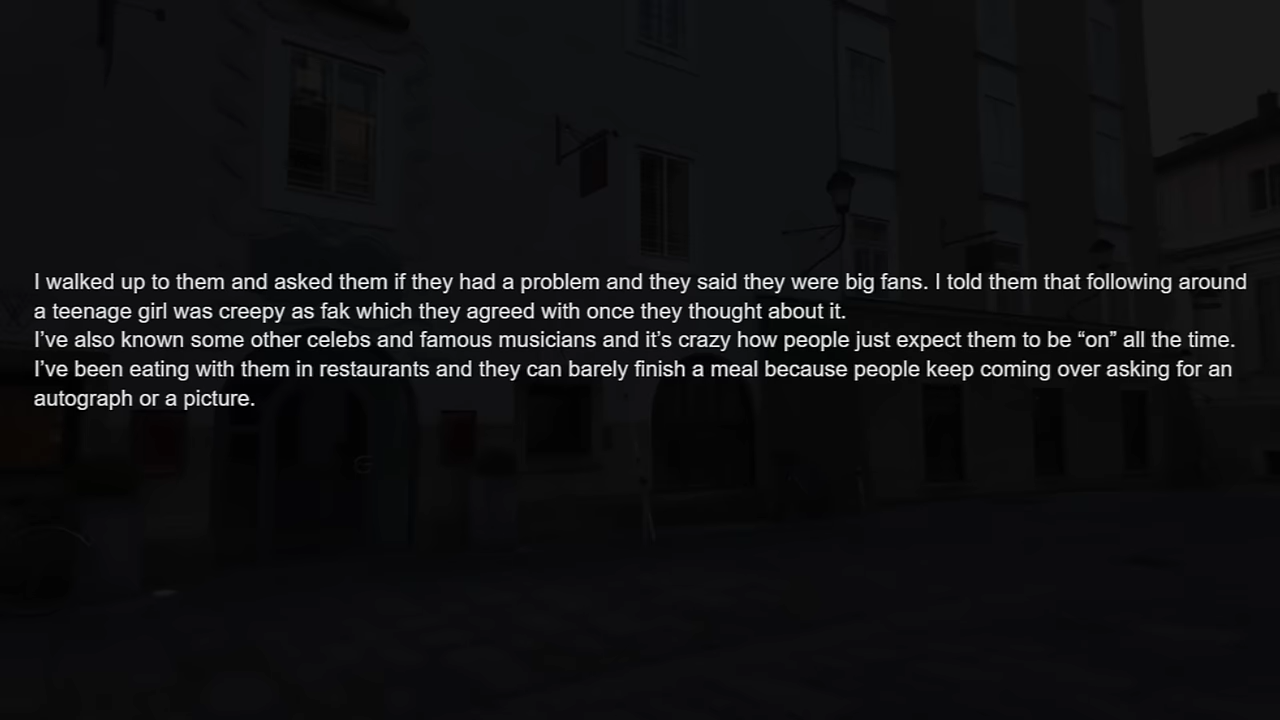 I walked up to them and asked them if they had a problem and they said they were big fans. I told them that following around
a teenage girl was creepy as fak which they agreed with once they thought about it.
I’ve also known some other celebs and famous musicians and it’s crazy how people just expect them to be “on” all the time.
I’ve been eating with them in restaurants and they can barely finish a meal because people keep coming over asking for an
autograph or a picture.